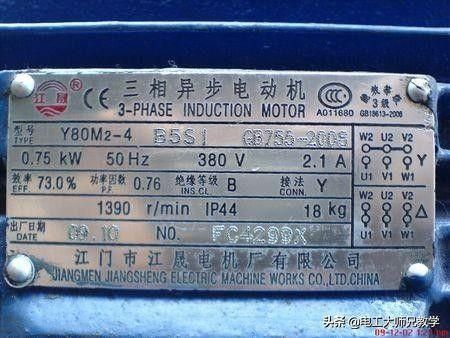 江晟 ® CE 三相异步电动机 CCC 效率3级
3-PHASE INDUCTION MOTOR A011680 GB18613-2006
型号 TYPE Y80M2-4 B5S1 GB755-2008
0.75 kW 50 Hz 380 V 2.1 A
效率 EFF 73.0% 功率因数 P.F. 0.76 绝缘等级 INS.CL B 接法 CONN. Y
1390 r/min IP44 18 kg
出厂日期 DATE 09.10 NO. FC4299X
江门市江晟电机厂有限公司
JIANGMEN JIANGSHENG ELECTRIC MACHINE WORKS CO.,LTD.CHINA
W2 U2 V2
Y
U1 V1 W1
W2 U2 V2
△
U1 V1 W1
头条 @电工大师兄教学